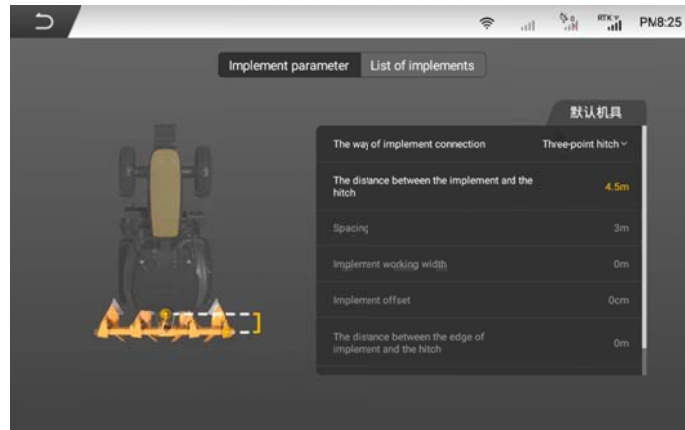 RTK
PM8:25
Implement parameter
List of implements
默认机具
The way of implement connection
Three-point hitch
The distance between the implement and the
hitch
4.5m
Spacing
3m
Implement working width
0m
Implement offset
0cm
The distance between the edge of
implement and the hitch
0m